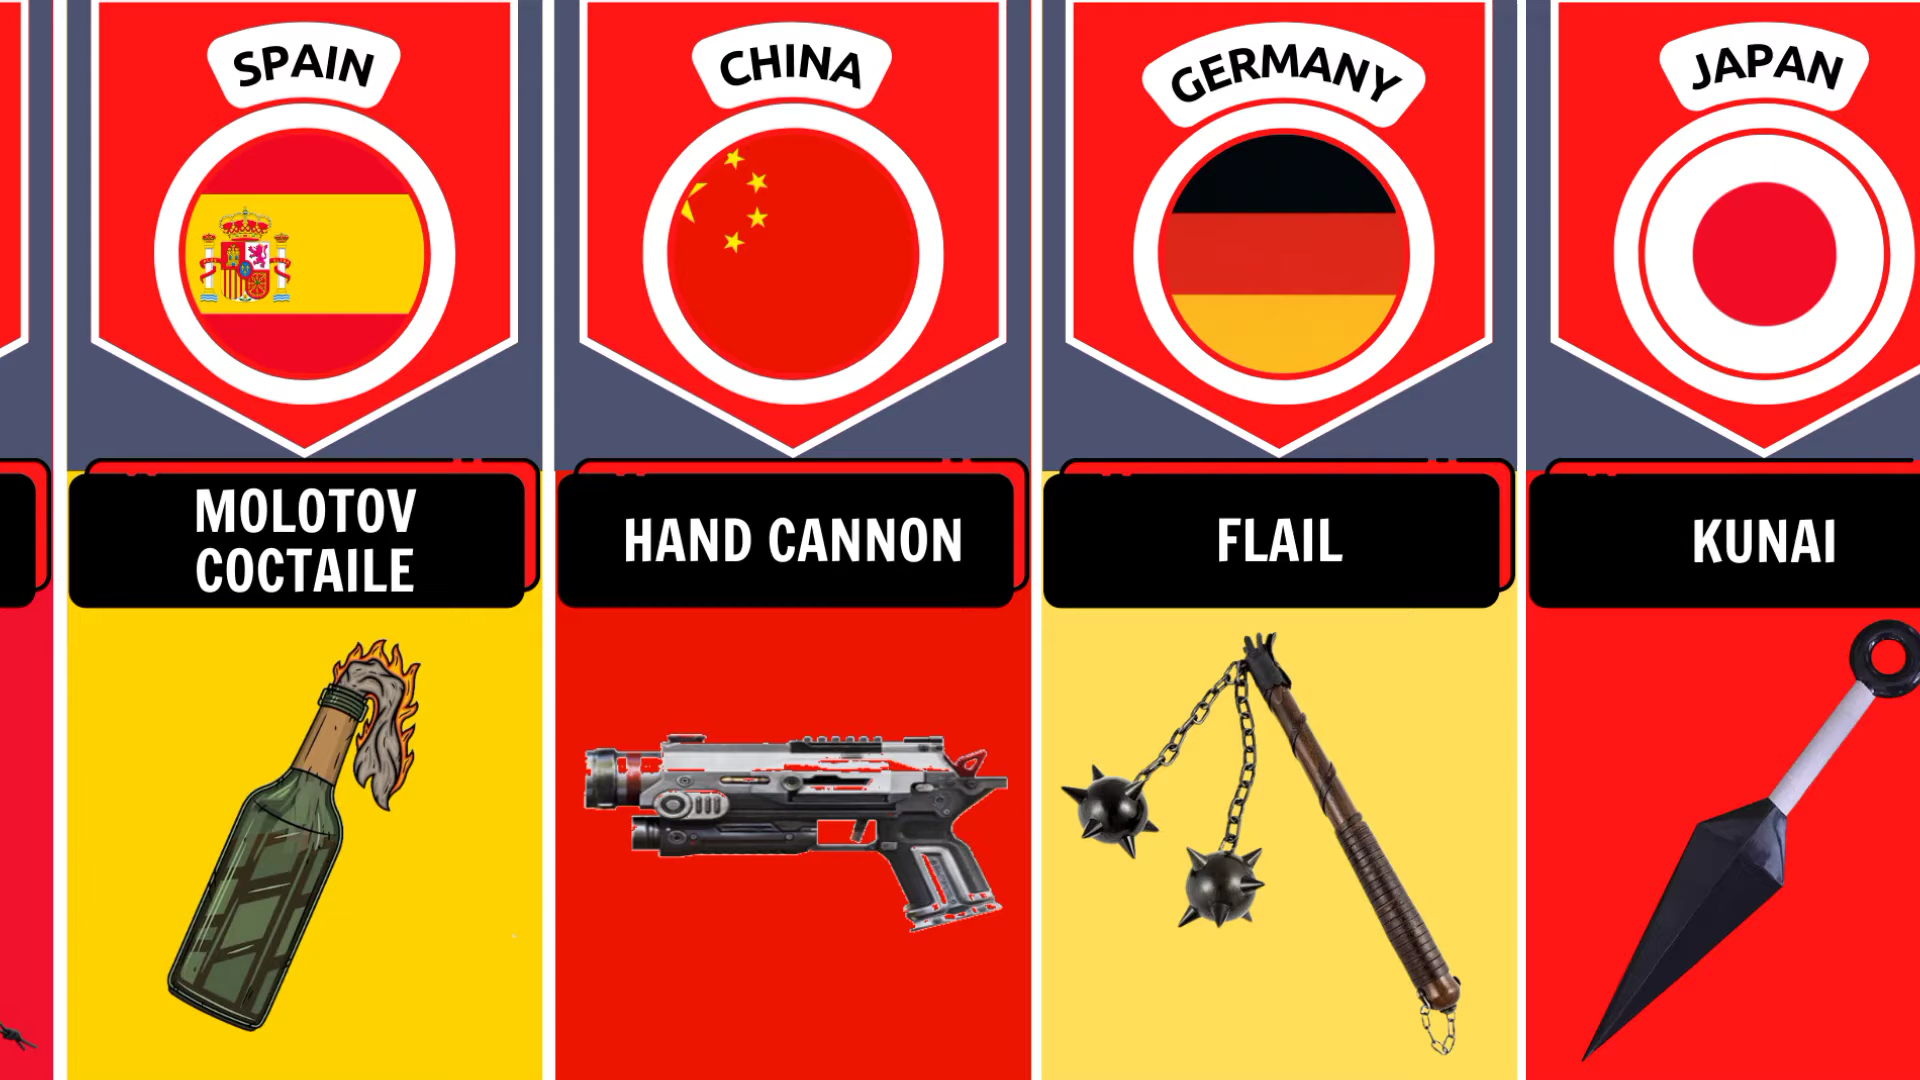 SPAIN
CHINA
GERMANY
JAPAN
MOLOTOV
COCTAILE
HAND CANNON
FLAIL
KUNAI